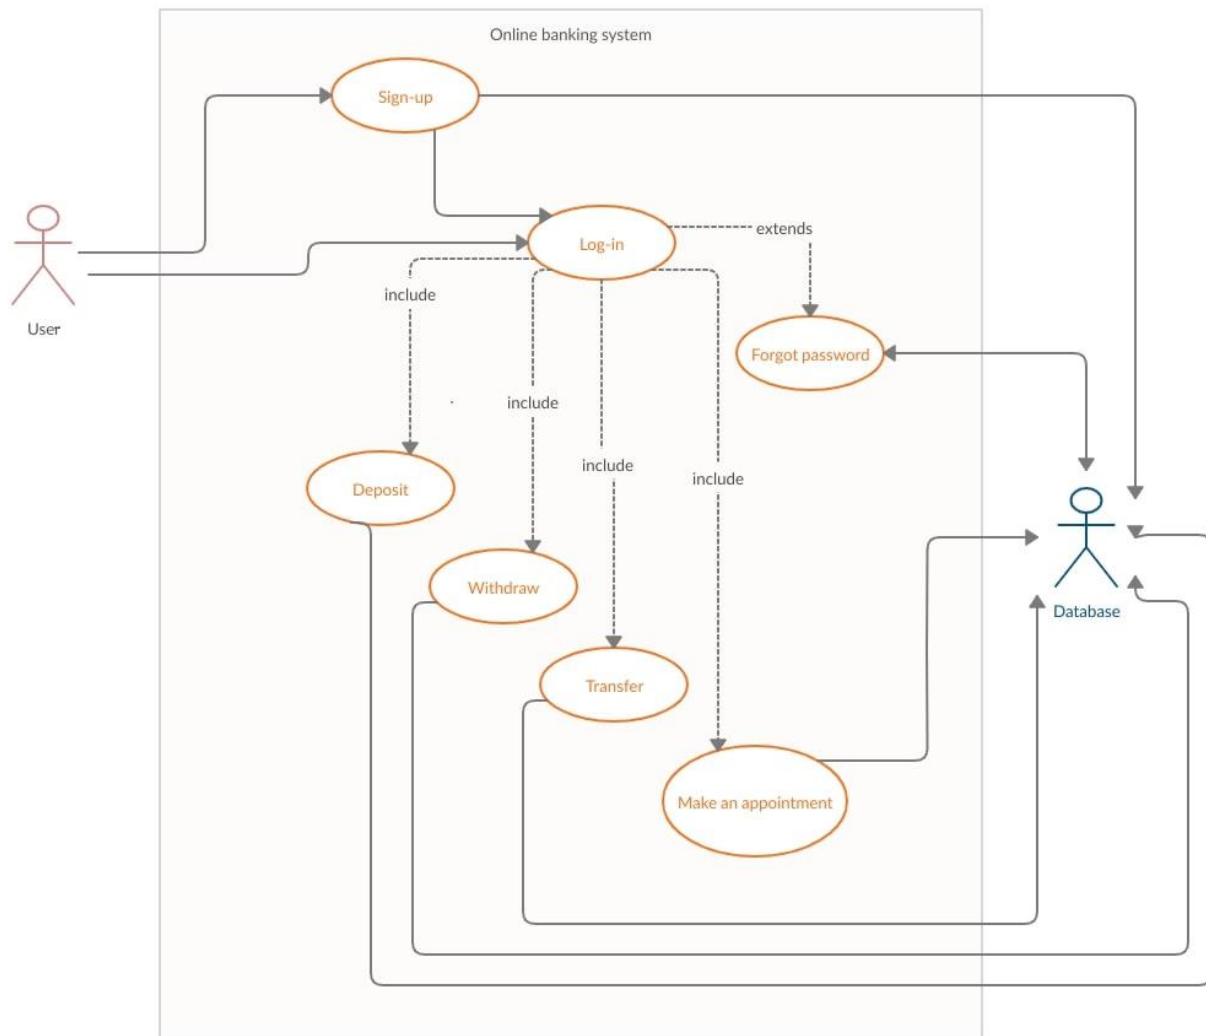 Online banking system
Sign-up
Log-in
extends
include
User
Forgot password
include
include
include
Deposit
Withdraw
Database
Transfer
Make an appointment